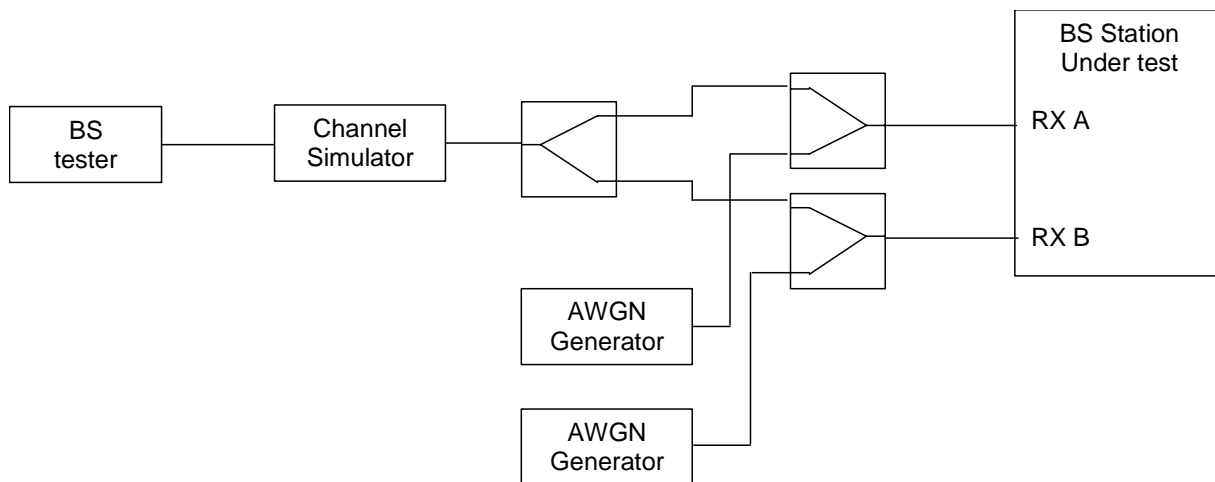 BS Station
Under test
BS
tester
Channel
Simulator
RX A
RX B
AWGN
Generator
AWGN
Generator